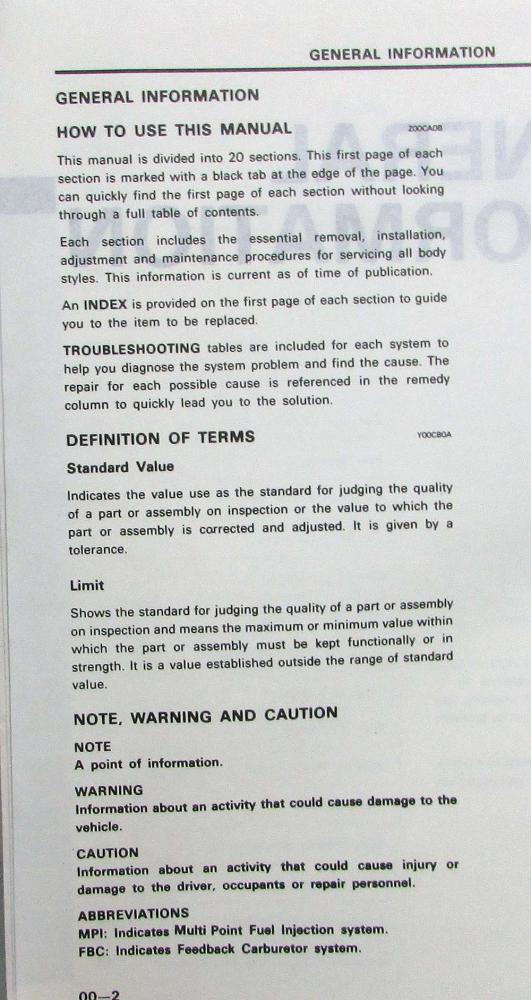 GENERAL INFORMATION
GENERAL INFORMATION
HOW TO USE THIS MANUAL Z00CA0B
This manual is divided into 20 sections. This first page of each
section is marked with a black tab at the edge of the page. You
can quickly find the first page of each section without looking
through a full table of contents.
Each section includes the essential removal, installation,
adjustment and maintenance procedures for servicing all body
styles. This information is current as of time of publication.
An INDEX is provided on the first page of each section to guide
you to the item to be replaced.
TROUBLESHOOTING tables are included for each system to
help you diagnose the system problem and find the cause. The
repair for each possible cause is referenced in the remedy
column to quickly lead you to the solution.
DEFINITION OF TERMS Y00CB0A
Standard Value
Indicates the value use as the standard for judging the quality
of a part or assembly on inspection or the value to which the
part or assembly is corrected and adjusted. It is given by a
tolerance.
Limit
Shows the standard for judging the quality of a part or assembly
on inspection and means the maximum or minimum value within
which the part or assembly must be kept functionally or in
strength. It is a value established outside the range of standard
value.
NOTE, WARNING AND CAUTION
NOTE
A point of information.
WARNING
Information about an activity that could cause damage to the
vehicle.
CAUTION
Information about an activity that could cause injury or
damage to the driver, occupants or repair personnel.
ABBREVIATIONS
MPI: Indicates Multi Point Fuel Injection system.
FBC: Indicates Feedback Carburetor system.
00—2